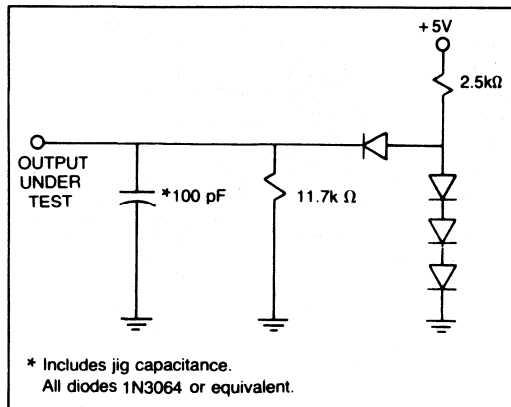 +5V
2.5kΩ
OUTPUT
UNDER
TEST
*100 pF
11.7k Ω
* Includes jig capacitance.
All diodes 1N3064 or equivalent.